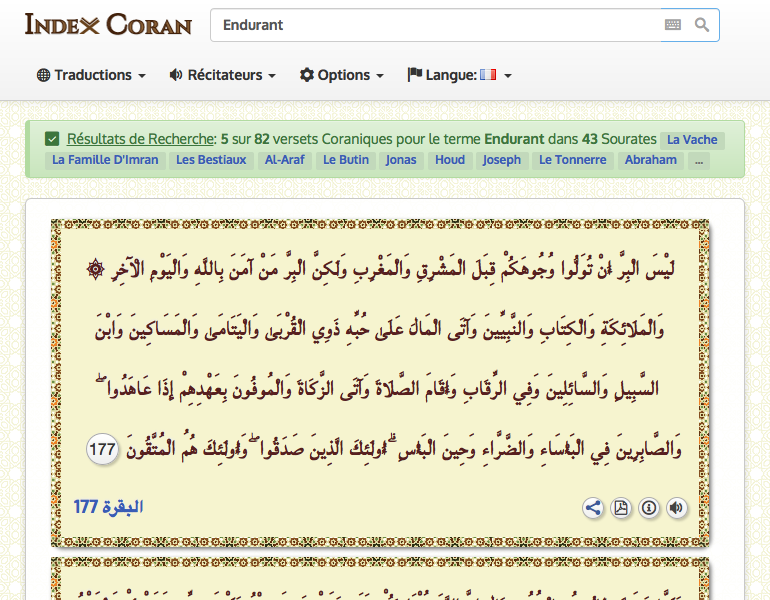 Index Coran
Endurant
Traductions
Récitateurs
Options
Langue:
Résultats de Recherche: 5 sur 82 versets Coraniques pour le terme Endurant dans 43 Sourates La Vache
La Famille D'Imran Les Bestiaux Al-Araf Le Butin Jonas Houd Joseph Le Tonnerre Abraham ...
لَيْسَ الْبِرَّ أَنْ تُوَلُّوا وُجُوهَكُمْ قِبَلَ الْمَشْرِقِ وَالْمَغْرِبِ وَلَٰكِنَّ الْبِرَّ مَنْ آمَنَ بِاللَّهِ وَالْيَوْمِ الْآخِرِ ۞
وَالْمَلَائِكَةِ وَالْكِتَابِ وَالنَّبِيِّينَ وَآتَى الْمَالَ عَلَىٰ حُبِّهِ ذَوِي الْقُرْبَىٰ وَالْيَتَامَىٰ وَالْمَسَاكِينَ وَابْنَ
السَّبِيلِ وَالسَّائِلِينَ وَفِي الرِّقَابِ وَأَقَامَ الصَّلَاةَ وَآتَى الزَّكَاةَ وَالْمُوفُونَ بِعَهْدِهِمْ إِذَا عَاهَدُوا ۖ
وَالصَّابِرِينَ فِي الْبَأْسَاءِ وَالضَّرَّاءِ وَحِينَ الْبَأْسِ ۗ أُولَٰئِكَ الَّذِينَ صَدَقُوا ۖ وَأُولَٰئِكَ هُمُ الْمُتَّقُونَ 177
البقرة 177